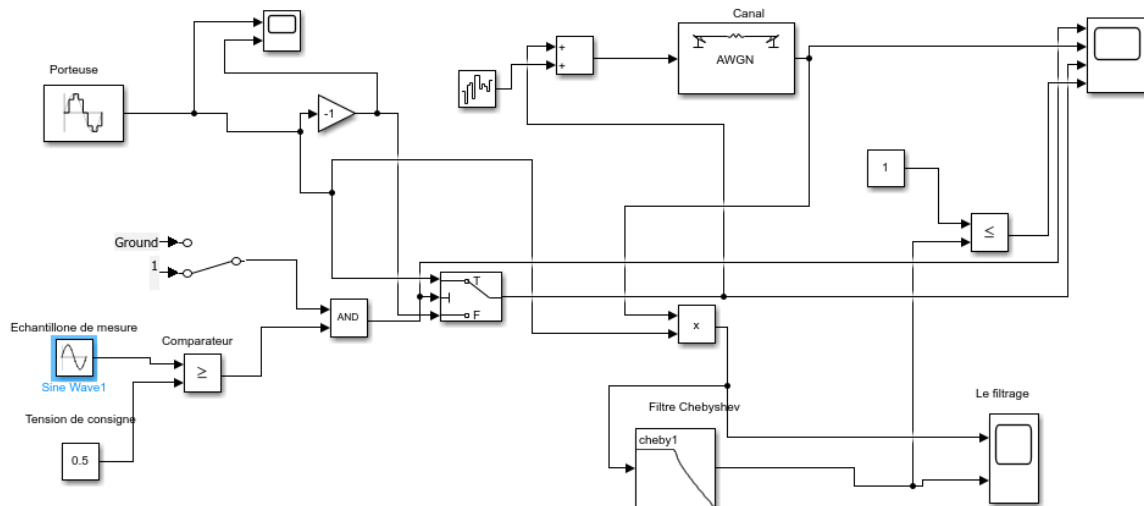 Canal
AWGN
Porteuse
-1
+
+
1
≤
Ground
1
T
F
AND
x
Echantillone de mesure
Comparateur
≥
Sine Wave1
Tension de consigne
0.5
Filtre Chebyshev
cheby1
Le filtrage